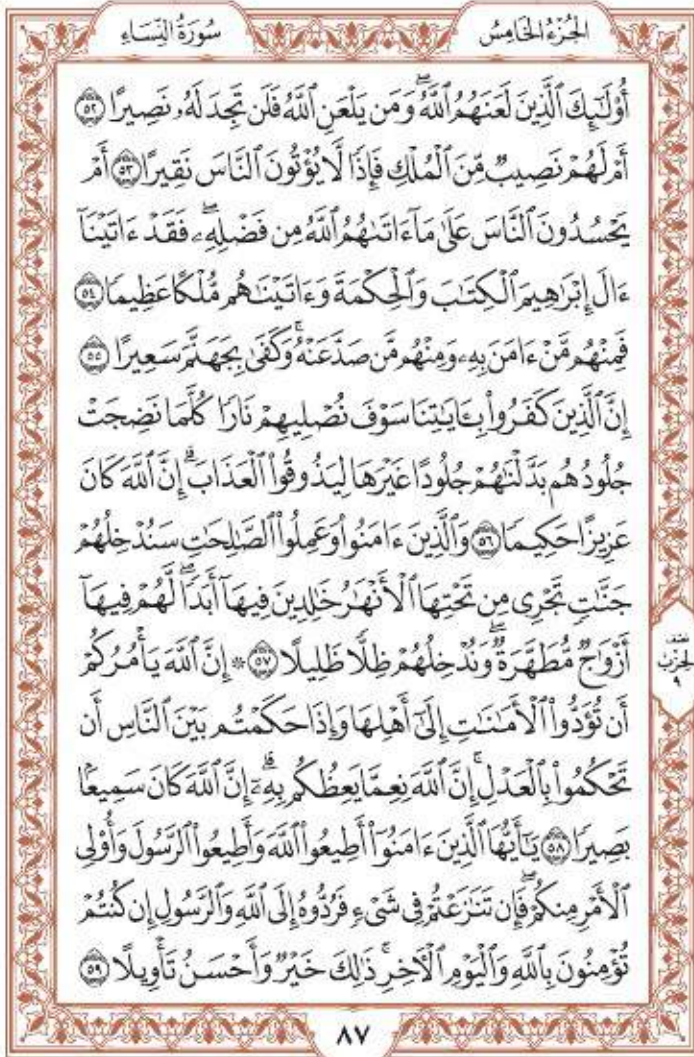 الجُزْءُ الخَامِسُ
سُورَةُ النِّسَاءِ
أُوْلَٰٓئِكَ ٱلَّذِينَ لَعَنَهُمُ ٱللَّهُۖ وَمَن يَلْعَنِ ٱللَّهُ فَلَن تَجِدَ لَهُۥ نَصِيرًا ٥٢
أَمْ لَهُمْ نَصِيبٌ مِّنَ ٱلْمُلْكِ فَإِذًا لَّا يُؤْتُونَ ٱلنَّاسَ نَقِيرًا ٥٣ أَمْ
يَحْسُدُونَ ٱلنَّاسَ عَلَىٰ مَآ ءَاتَىٰهُمُ ٱللَّهُ مِن فَضْلِهِۦۖ فَقَدْ ءَاتَيْنَآ
ءَالَ إِبْرَٰهِيمَ ٱلْكِتَٰبَ وَٱلْحِكْمَةَ وَءَاتَيْنَٰهُم مُّلْكًا عَظِيمًا ٥٤
فَمِنْهُم مَّنْ ءَامَنَ بِهِۦ وَمِنْهُم مَّن صَدَّ عَنْهُۚ وَكَفَىٰ بِجَهَنَّمَ سَعِيرًا ٥٥
إِنَّ ٱلَّذِينَ كَفَرُواْ بِـَٔايَٰتِنَا سَوْفَ نُصْلِيهِمْ نَارًا كُلَّمَا نَضِجَتْ
جُلُودُهُم بَدَّلْنَٰهُمْ جُلُودًا غَيْرَهَا لِيَذُوقُواْ ٱلْعَذَابَۗ إِنَّ ٱللَّهَ كَانَ
عَزِيزًا حَكِيمًا ٥٦ وَٱلَّذِينَ ءَامَنُواْ وَعَمِلُواْ ٱلصَّٰلِحَٰتِ سَنُدْخِلُهُمْ
جَنَّٰتٍ تَجْرِى مِن تَحْتِهَا ٱلْأَنْهَٰرُ خَٰلِدِينَ فِيهَآ أَبَدًاۖ لَّهُمْ فِيهَآ
أَزْوَٰجٌ مُّطَهَّرَةٌۖ وَنُدْخِلُهُمْ ظِلًّا ظَلِيلًا ٥٧ ۞ إِنَّ ٱللَّهَ يَأْمُرُكُمْ
أَن تُؤَدُّواْ ٱلْأَمَٰنَٰتِ إِلَىٰٓ أَهْلِهَا وَإِذَا حَكَمْتُم بَيْنَ ٱلنَّاسِ أَن
تَحْكُمُواْ بِٱلْعَدْلِۚ إِنَّ ٱللَّهَ نِعِمَّا يَعِظُكُم بِهِۦٓۗ إِنَّ ٱللَّهَ كَانَ سَمِيعًۢا
بَصِيرًا ٥٨ يَٰٓأَيُّهَا ٱلَّذِينَ ءَامَنُوٓاْ أَطِيعُواْ ٱللَّهَ وَأَطِيعُواْ ٱلرَّسُولَ وَأُوْلِى
ٱلْأَمْرِ مِنكُمْۖ فَإِن تَنَٰزَعْتُمْ فِى شَىْءٍ فَرُدُّوهُ إِلَى ٱللَّهِ وَٱلرَّسُولِ إِن كُنتُمْ
تُؤْمِنُونَ بِٱللَّهِ وَٱلْيَوْمِ ٱلْءَاخِرِۚ ذَٰلِكَ خَيْرٌ وَأَحْسَنُ تَأْوِيلًا ٥٩
نصف
الحزب
٩
٨٧